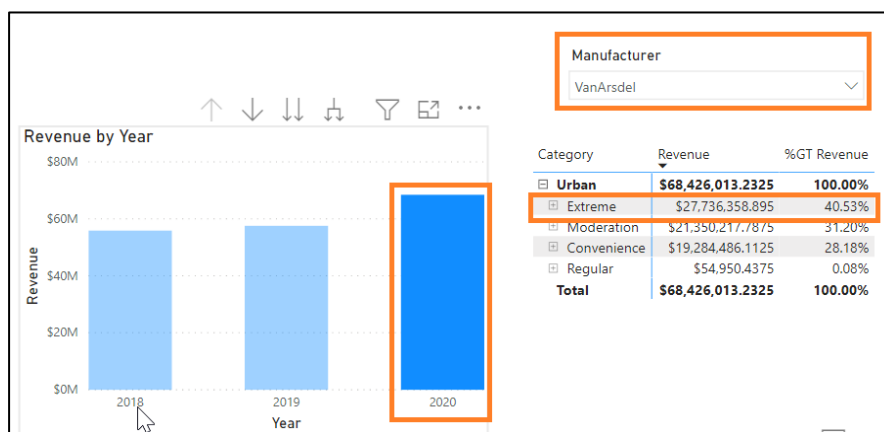 Manufacturer
VanArsdel
Revenue by Year
$80M
$60M
$40M
$20M
$0M
Revenue
2018 2019 2020
Year
Category Revenue %GT Revenue
Urban $68,426,013.2325 100.00%
Extreme $27,736,358.895 40.53%
Moderation $21,350,217.7875 31.20%
Convenience $19,284,486.1125 28.18%
Regular $54,950.4375 0.08%
Total $68,426,013.2325 100.00%